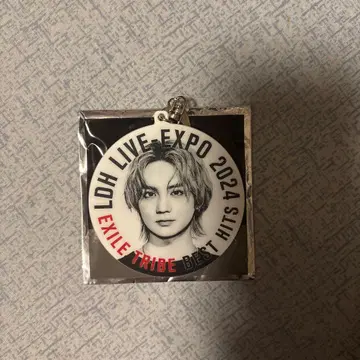 LDH LIVE-EXPO 2024
EXILE TRIBE BEST HITS